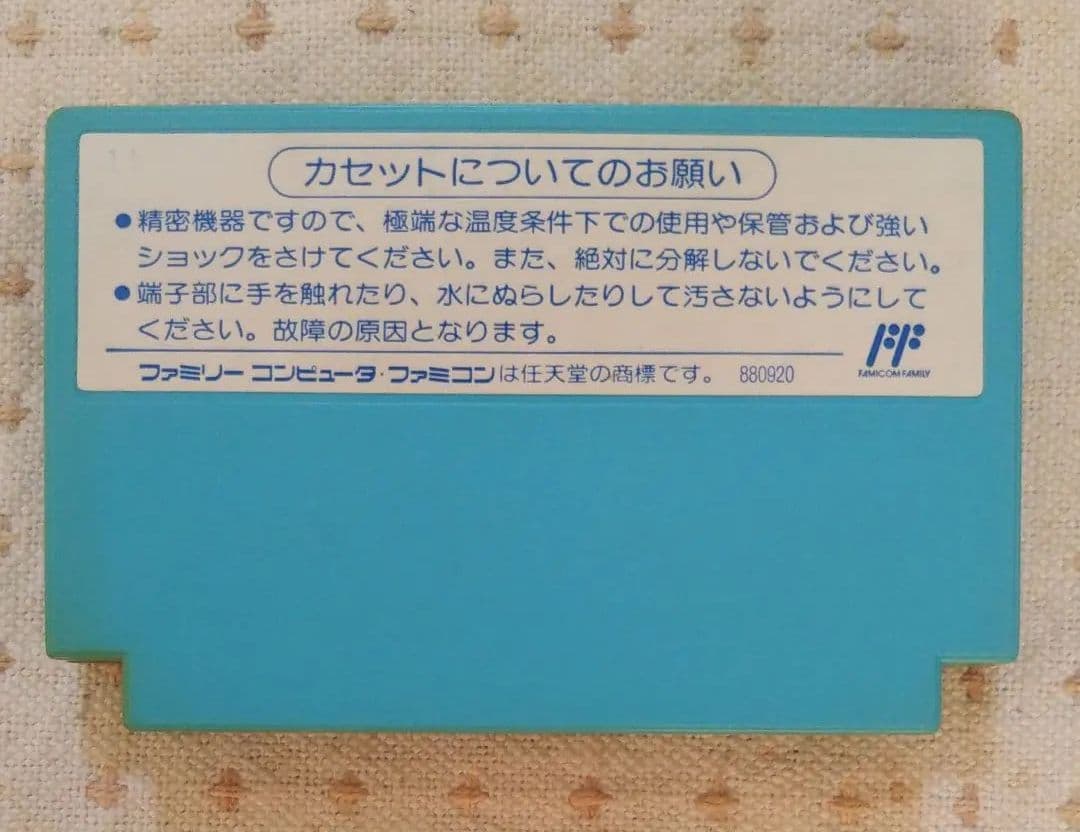 カセットについてのお願い
●精密機器ですので、極端な温度条件下での使用や保管および強い
ショックをさけてください。また、絶対に分解しないでください。
●端子部に手を触れたり、水にぬらしたりして汚さないようにして
ください。故障の原因となります。
FAMICOM FAMILY
ファミリーコンピュータ・ファミコンは任天堂の商標です。 880920